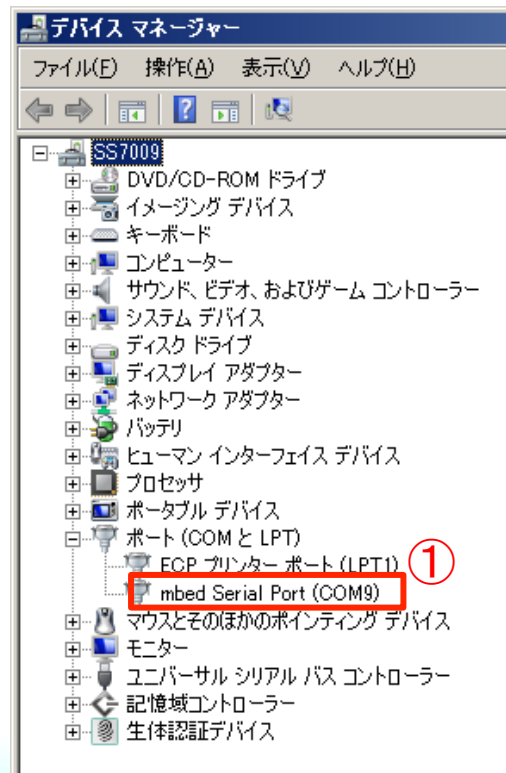 デバイス マネージャー
ファイル(F) 操作(A) 表示(V) ヘルプ(H)
SS7009
DVD/CD-ROM ドライブ
イメージング デバイス
キーボード
コンピューター
サウンド、ビデオ、およびゲーム コントローラー
システム デバイス
ディスク ドライブ
ディスプレイ アダプター
ネットワーク アダプター
バッテリ
ヒューマン インターフェイス デバイス
プロセッサ
ポータブル デバイス
ポート (COM と LPT)
ECP プリンター ポート (LPT1) ①
mbed Serial Port (COM9)
マウスとそのほかのポインティング デバイス
モニター
ユニバーサル シリアル バス コントローラー
記憶域コントローラー
生体認証デバイス